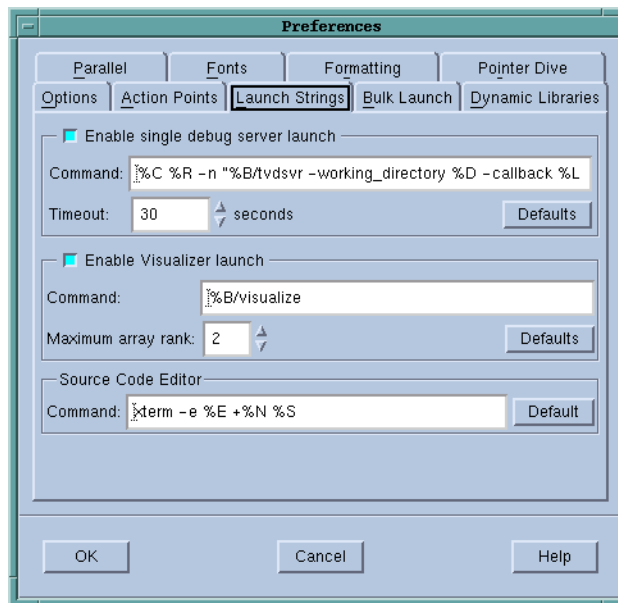 Preferences
Parallel Fonts Formatting Pointer Dive
Options Action Points Launch Strings Bulk Launch Dynamic Libraries
Enable single debug server launch
Command: %C %R -n "%B/tvdsvr -working_directory %D -callback %L
Timeout: 30 seconds Defaults
Enable Visualizer launch
Command: %B/visualize
Maximum array rank: 2 Defaults
Source Code Editor
Command: xterm -e %E +%N %S Default
OK Cancel Help